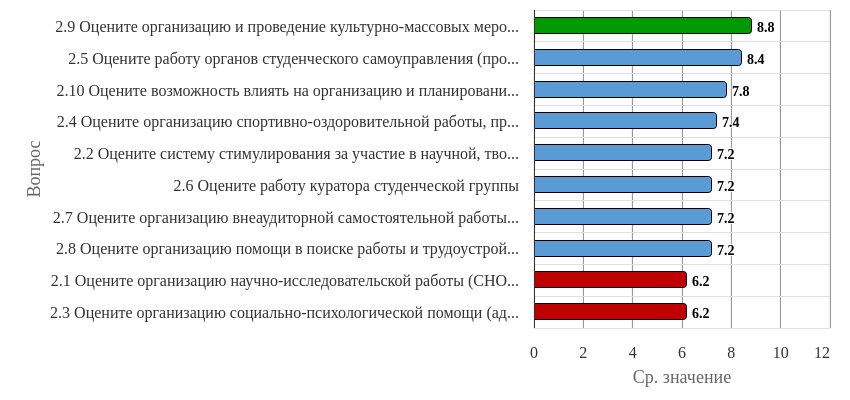 2.9 Оцените организацию и проведение культурно-массовых меро... 8.8
2.5 Оцените работу органов студенческого самоуправления (про... 8.4
2.10 Оцените возможность влиять на организацию и планировани... 7.8
2.4 Оцените организацию спортивно-оздоровительной работы, пр... 7.4
2.2 Оцените систему стимулирования за участие в научной, тво... 7.2
2.6 Оцените работу куратора студенческой группы 7.2
2.7 Оцените организацию внеаудиторной самостоятельной работы... 7.2
2.8 Оцените организацию помощи в поиске работы и трудоустрой... 7.2
2.1 Оцените организацию научно-исследовательской работы (СНО... 6.2
2.3 Оцените организацию социально-психологической помощи (ад... 6.2
Вопрос
0 2 4 6 8 10 12
Ср. значение